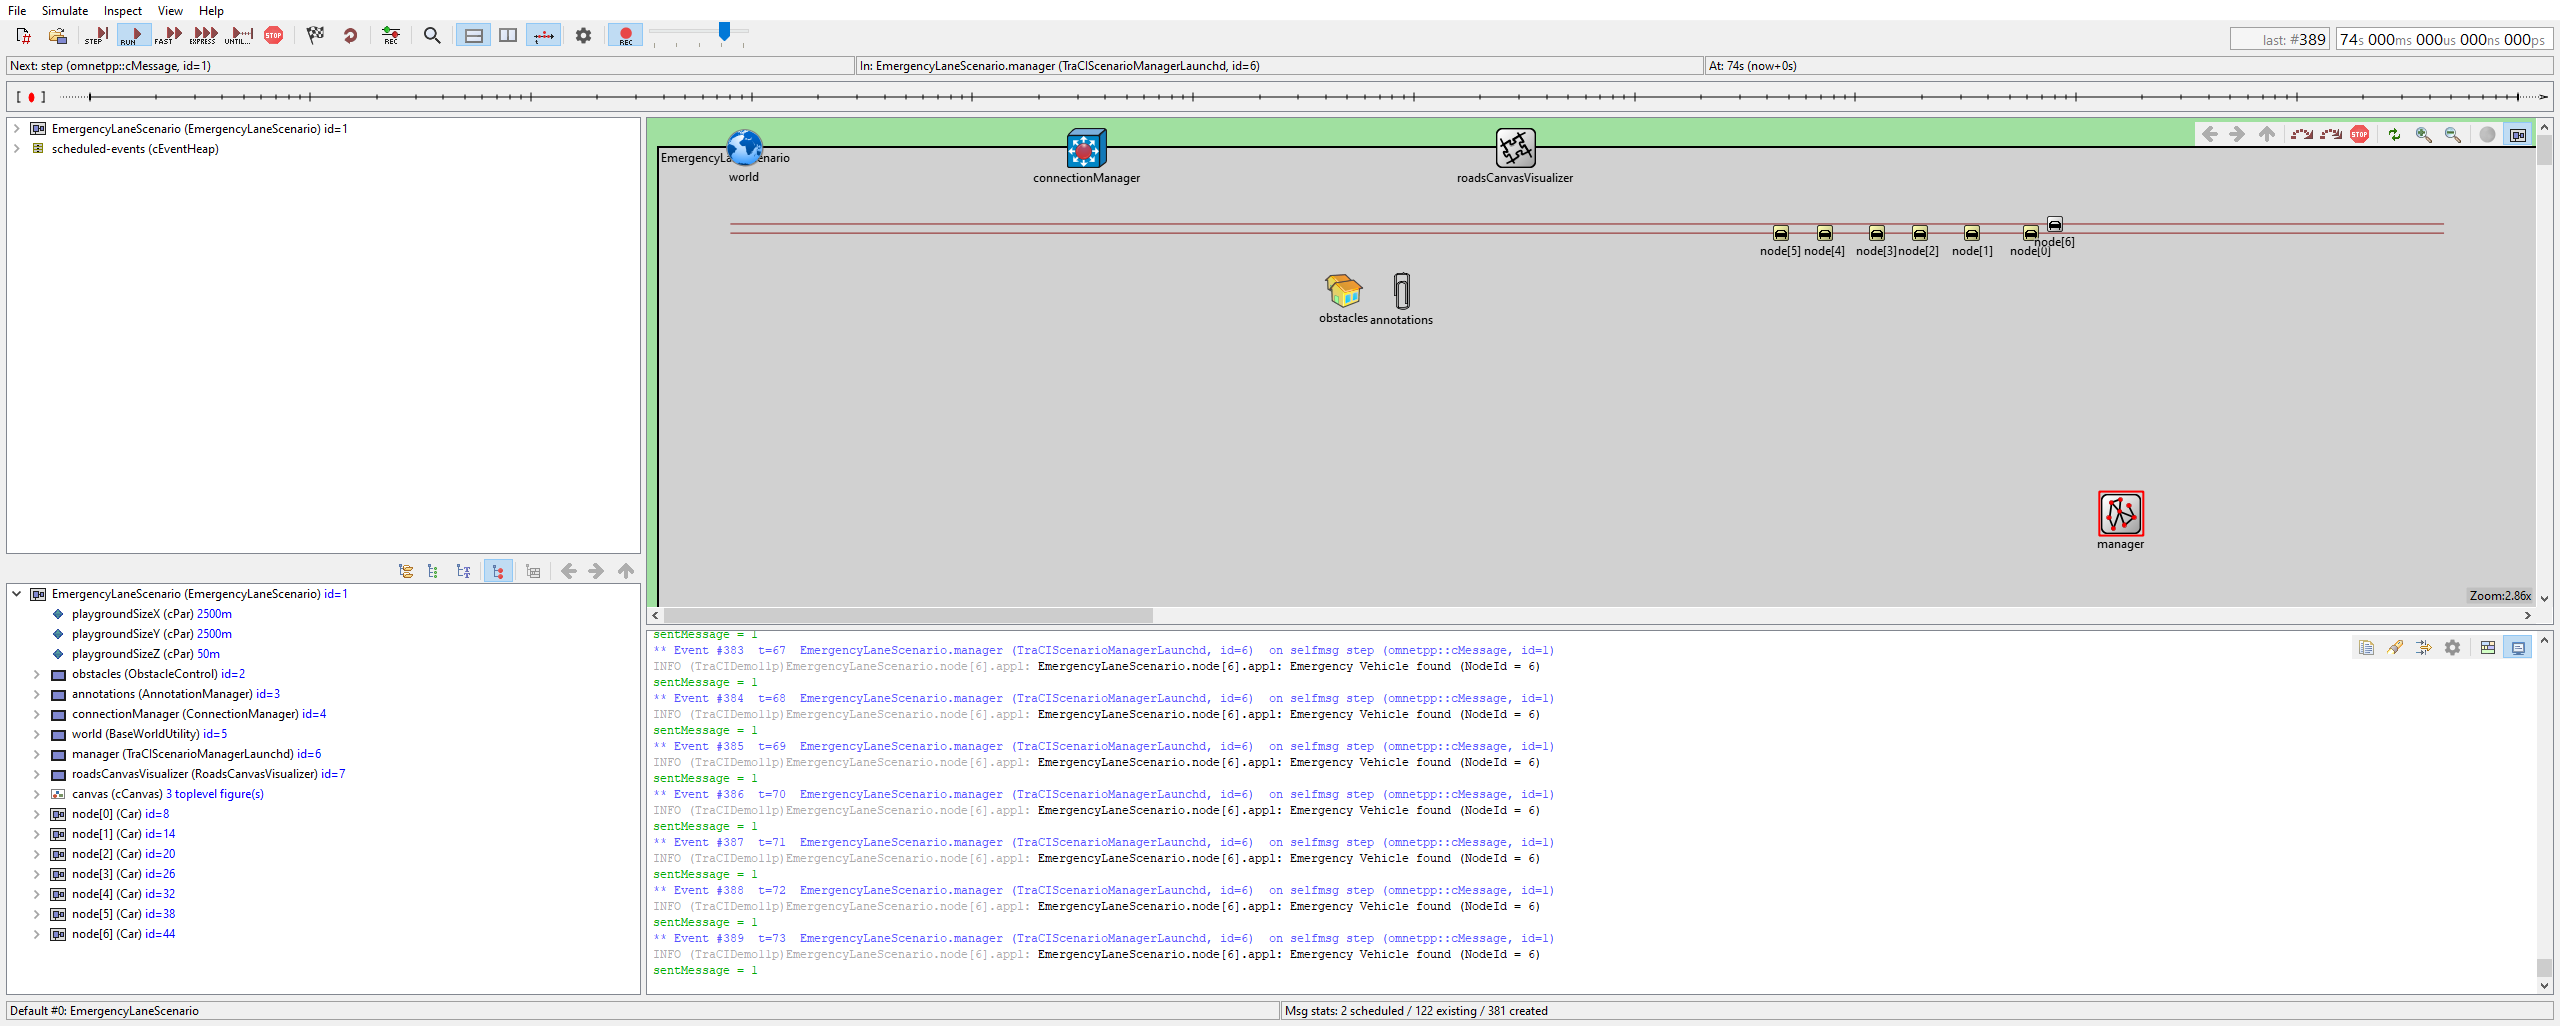 File Simulate Inspect View Help
STEP RUN FAST EXPRESS UNTIL... STOP REC REC
last: #389 74s 000ms 000us 000ns 000ps
Next: step (omnetpp::cMessage, id=1) In: EmergencyLaneScenario.manager (TraCIScenarioManagerLaunchd, id=6) At: 74s (now+0s)
EmergencyLaneScenario (EmergencyLaneScenario) id=1
scheduled-events (cEventHeap)
STOP
world
connectionManager
roadsCanvasVisualizer
node[5] node[4] node[3] node[2] node[1] node[0] node[6]
obstacles annotations
manager
Zoom:2.86x
EmergencyLaneScenario (EmergencyLaneScenario) id=1
playgroundSizeX (cPar) 2500m
playgroundSizeY (cPar) 2500m
playgroundSizeZ (cPar) 50m
obstacles (ObstacleControl) id=2
annotations (AnnotationManager) id=3
connectionManager (ConnectionManager) id=4
world (BaseWorldUtility) id=5
manager (TraCIScenarioManagerLaunchd) id=6
roadsCanvasVisualizer (RoadsCanvasVisualizer) id=7
canvas (cCanvas) 3 toplevel figure(s)
node[0] (Car) id=8
node[1] (Car) id=14
node[2] (Car) id=20
node[3] (Car) id=26
node[4] (Car) id=32
node[5] (Car) id=38
node[6] (Car) id=44
sentMessage = 1
** Event #383 t=67 EmergencyLaneScenario.manager (TraCIScenarioManagerLaunchd, id=6) on selfmsg step (omnetpp::cMessage, id=1)
INFO (TraCIDemo11p)EmergencyLaneScenario.node[6].appl: EmergencyLaneScenario.node[6].appl: Emergency Vehicle found (NodeId = 6)
sentMessage = 1
** Event #384 t=68 EmergencyLaneScenario.manager (TraCIScenarioManagerLaunchd, id=6) on selfmsg step (omnetpp::cMessage, id=1)
INFO (TraCIDemo11p)EmergencyLaneScenario.node[6].appl: EmergencyLaneScenario.node[6].appl: Emergency Vehicle found (NodeId = 6)
sentMessage = 1
** Event #385 t=69 EmergencyLaneScenario.manager (TraCIScenarioManagerLaunchd, id=6) on selfmsg step (omnetpp::cMessage, id=1)
INFO (TraCIDemo11p)EmergencyLaneScenario.node[6].appl: EmergencyLaneScenario.node[6].appl: Emergency Vehicle found (NodeId = 6)
sentMessage = 1
** Event #386 t=70 EmergencyLaneScenario.manager (TraCIScenarioManagerLaunchd, id=6) on selfmsg step (omnetpp::cMessage, id=1)
INFO (TraCIDemo11p)EmergencyLaneScenario.node[6].appl: EmergencyLaneScenario.node[6].appl: Emergency Vehicle found (NodeId = 6)
sentMessage = 1
** Event #387 t=71 EmergencyLaneScenario.manager (TraCIScenarioManagerLaunchd, id=6) on selfmsg step (omnetpp::cMessage, id=1)
INFO (TraCIDemo11p)EmergencyLaneScenario.node[6].appl: EmergencyLaneScenario.node[6].appl: Emergency Vehicle found (NodeId = 6)
sentMessage = 1
** Event #388 t=72 EmergencyLaneScenario.manager (TraCIScenarioManagerLaunchd, id=6) on selfmsg step (omnetpp::cMessage, id=1)
INFO (TraCIDemo11p)EmergencyLaneScenario.node[6].appl: EmergencyLaneScenario.node[6].appl: Emergency Vehicle found (NodeId = 6)
sentMessage = 1
** Event #389 t=73 EmergencyLaneScenario.manager (TraCIScenarioManagerLaunchd, id=6) on selfmsg step (omnetpp::cMessage, id=1)
INFO (TraCIDemo11p)EmergencyLaneScenario.node[6].appl: EmergencyLaneScenario.node[6].appl: Emergency Vehicle found (NodeId = 6)
sentMessage = 1
Default #0: EmergencyLaneScenario Msg stats: 2 scheduled / 122 existing / 381 created